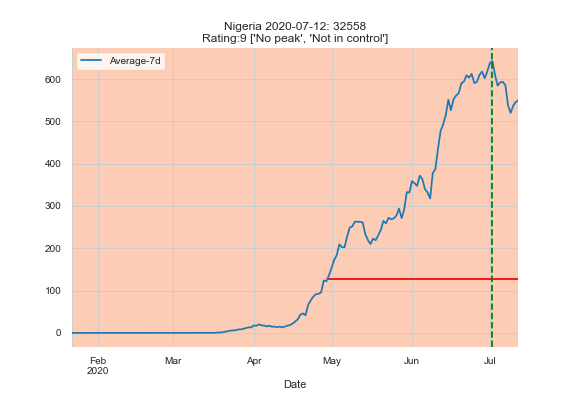 Nigeria 2020-07-12: 32558
Rating:9 ['No peak', 'Not in control']
Average-7d
600
500
400
300
200
100
0
Feb Mar Apr May Jun Jul
2020
Date